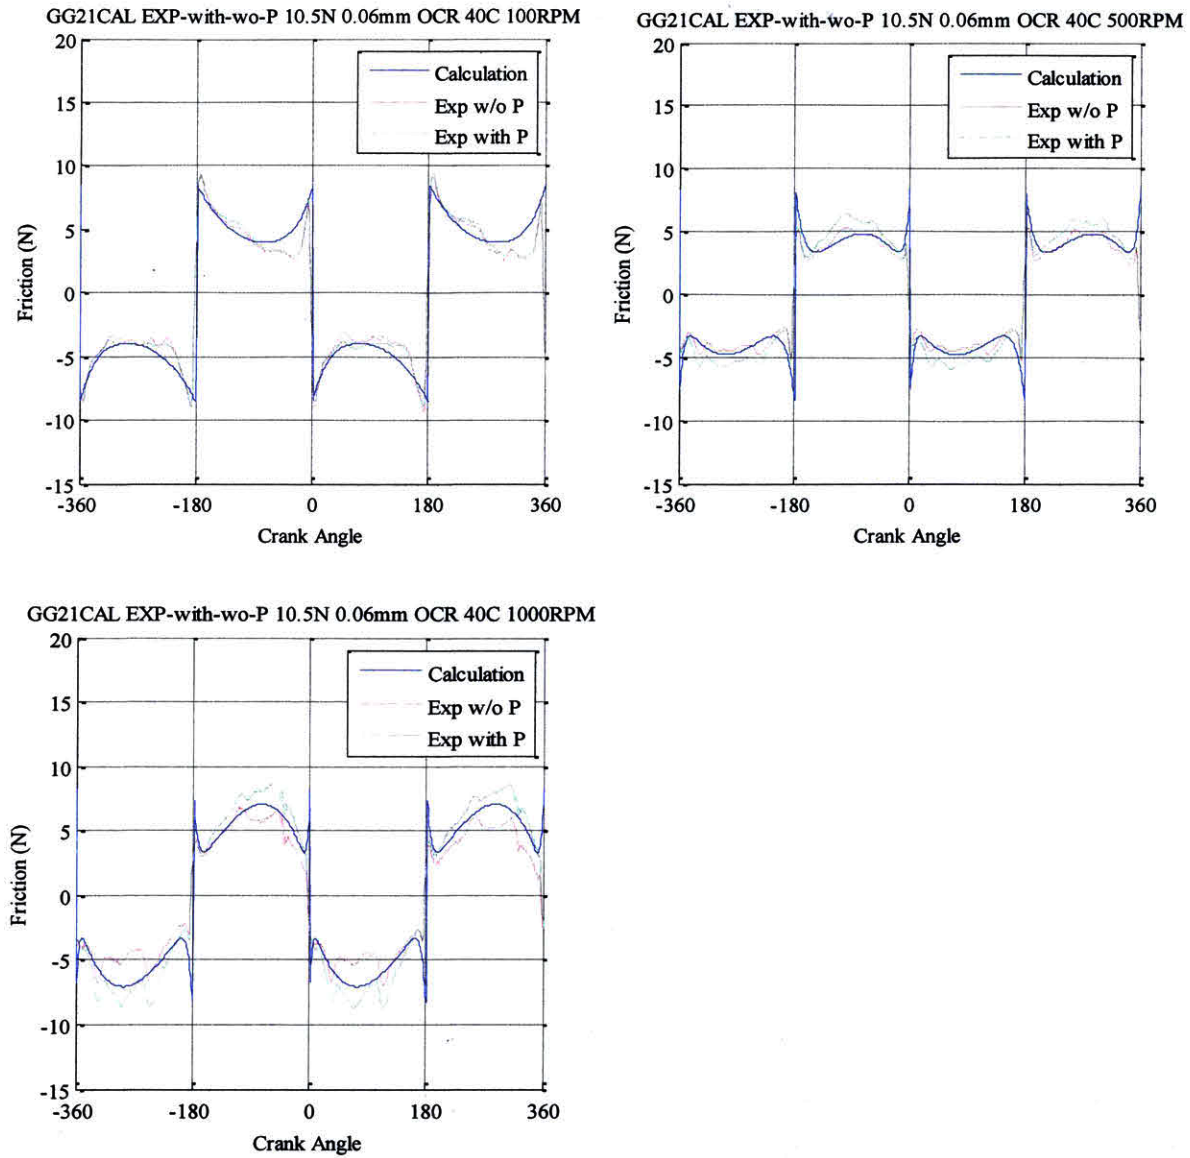 GG21CAL EXP-with-wo-P 10.5N 0.06mm OCR 40C 100RPM
20
15
10
5
0
-5
-10
-15
Friction (N)
Calculation
Exp w/o P
Exp with P
-360 -180 0 180 360
Crank Angle
GG21CAL EXP-with-wo-P 10.5N 0.06mm OCR 40C 500RPM
20
15
10
5
0
-5
-10
-15
Friction (N)
Calculation
Exp w/o P
Exp with P
-360 -180 0 180 360
Crank Angle
GG21CAL EXP-with-wo-P 10.5N 0.06mm OCR 40C 1000RPM
20
15
10
5
0
-5
-10
-15
Friction (N)
Calculation
Exp w/o P
Exp with P
-360 -180 0 180 360
Crank Angle